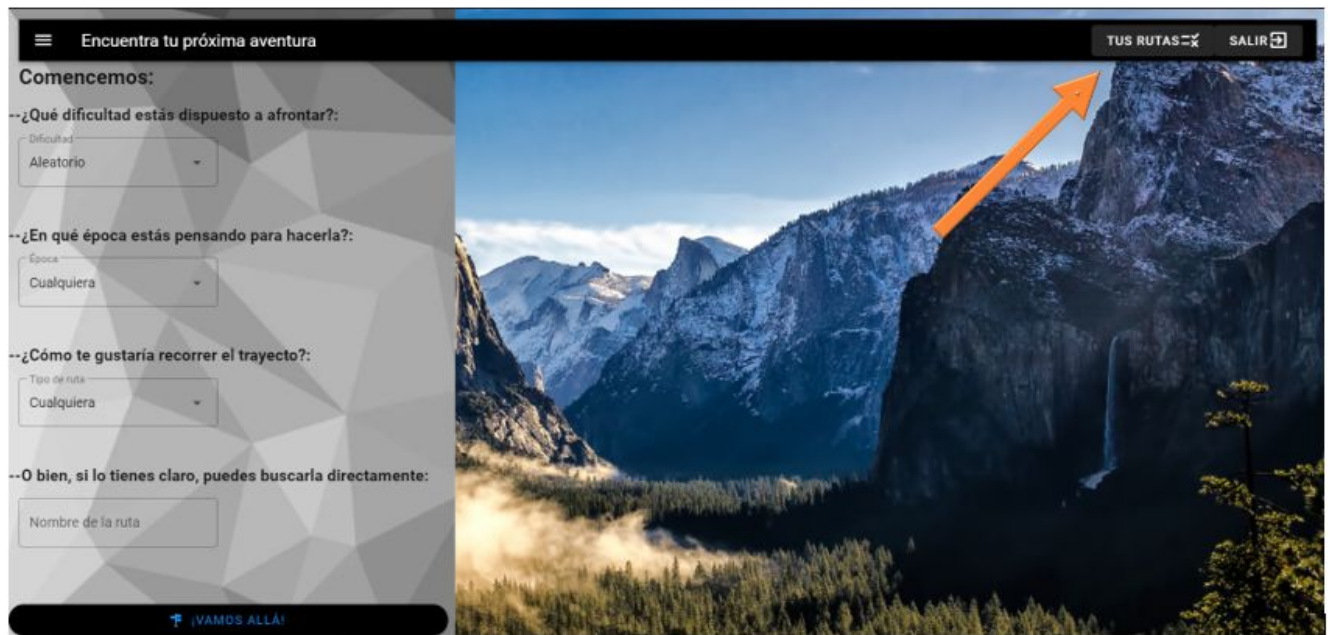 Encuentra tu próxima aventura
TUS RUTAS
SALIR
Comencemos:
--¿Qué dificultad estás dispuesto a afrontar?:
Dificultad
Aleatorio
--¿En qué época estás pensando para hacerla?:
Época
Cualquiera
--¿Cómo te gustaría recorrer el trayecto?:
Tipo de ruta
Cualquiera
--O bien, si lo tienes claro, puedes buscarla directamente:
Nombre de la ruta
¡VAMOS ALLÁ!